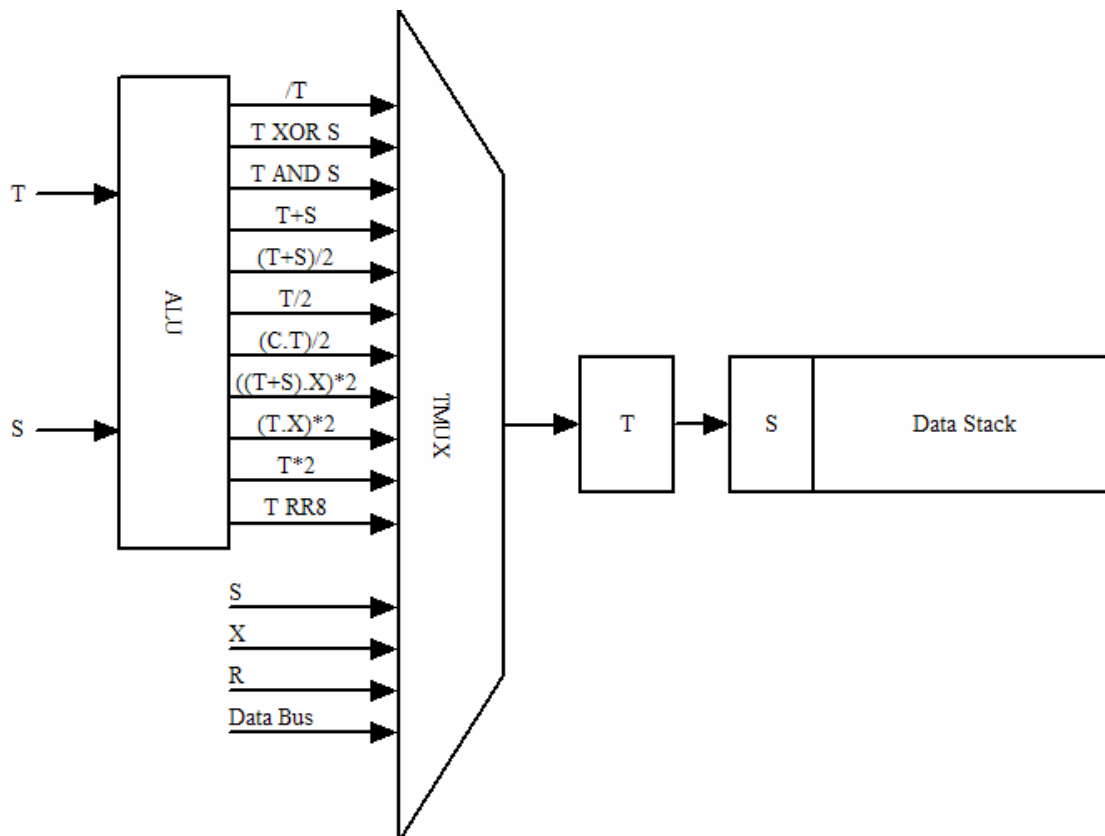 /T
T XOR S
T AND S
T
T+S
(T+S)/2
T/2
ALU
(C.T)/2
((T+S).X)*2
TMUX
T
S
Data Stack
S
(T.X)*2
T*2
T RR8
S
X
R
Data Bus